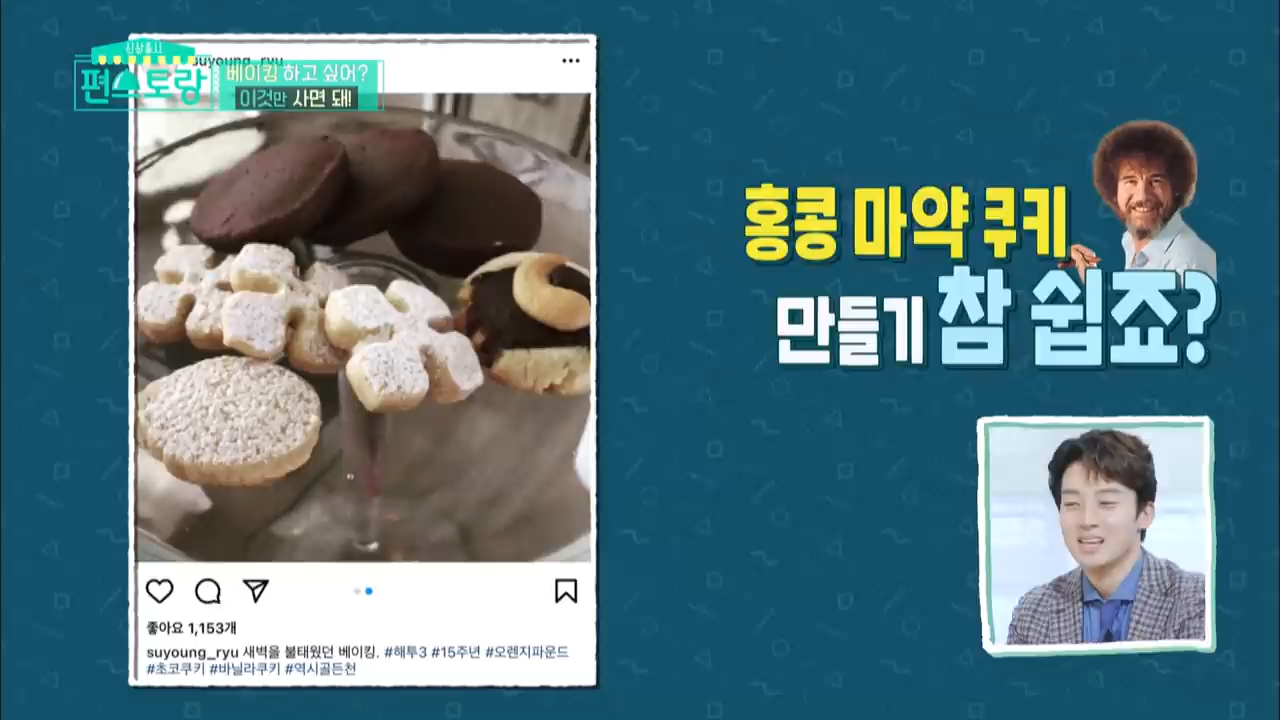 신상출시
편스토랑
베이킹 하고 싶어?
이것만 사면 돼!
suyoung_ryu
홍콩 마약 쿠키
만들기 참 쉽죠?
좋아요 1,153개
suyoung_ryu 새벽을 불태웠던 베이킹. #해투3 #15주년 #오렌지파운드
#초코쿠키 #바닐라쿠키 #역시골든천